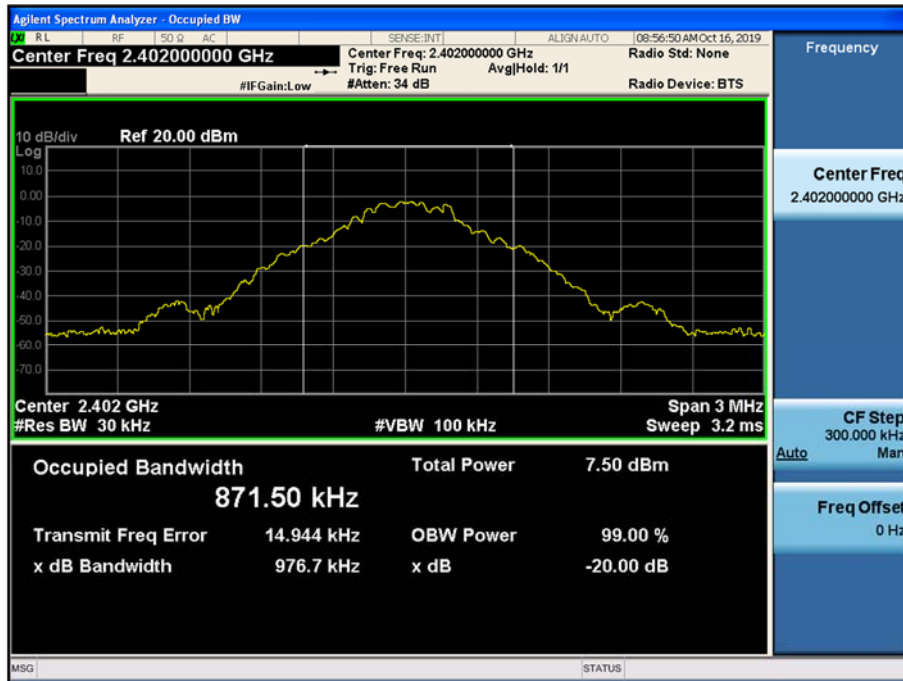 Agilent Spectrum Analyzer - Occupied BW
LXI RL RF 50 Ω AC SENSE:INT ALIGN AUTO 08:56:50 AM Oct 16, 2019
Center Freq 2.402000000 GHz
Center Freq: 2.402000000 GHz
Radio Std: None
Trig: Free Run Avg|Hold: 1/1
#IFGain:Low #Atten: 34 dB Radio Device: BTS
10 dB/div Ref 20.00 dBm
Log
10.0
0.00
-10.0
-20.0
-30.0
-40.0
-50.0
-60.0
-70.0
Center 2.402 GHz Span 3 MHz
#Res BW 30 kHz #VBW 100 kHz Sweep 3.2 ms
Occupied Bandwidth Total Power 7.50 dBm
871.50 kHz
Transmit Freq Error 14.944 kHz OBW Power 99.00 %
x dB Bandwidth 976.7 kHz x dB -20.00 dB
MSG STATUS
Frequency
Center Freq
2.402000000 GHz
CF Step
300.000 kHz
Auto Man
Freq Offset
0 Hz